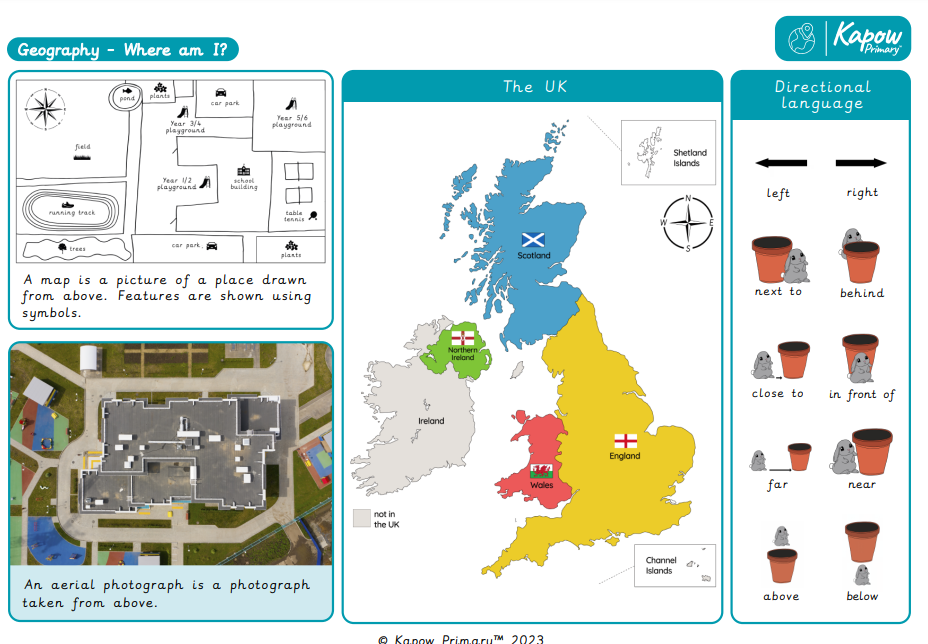 Geography – Where am I?
Kapow
Primary™
pond
plants
car park
Year 3/4
playground
Year 5/6
playground
field
Year 1/2
playground
school
building
running track
table
tennis
trees
car park
plants
A map is a picture of a place drawn
from above. Features are shown using
symbols.
An aerial photograph is a photograph
taken from above.
The UK
Shetland
Islands
N
W
E
S
Scotland
Northern
Ireland
Ireland
England
Wales
not in
the UK
Channel
Islands
Directional
language
left
right
next to
behind
close to
in front of
far
near
above
below
© Kapow Primary™ 2023